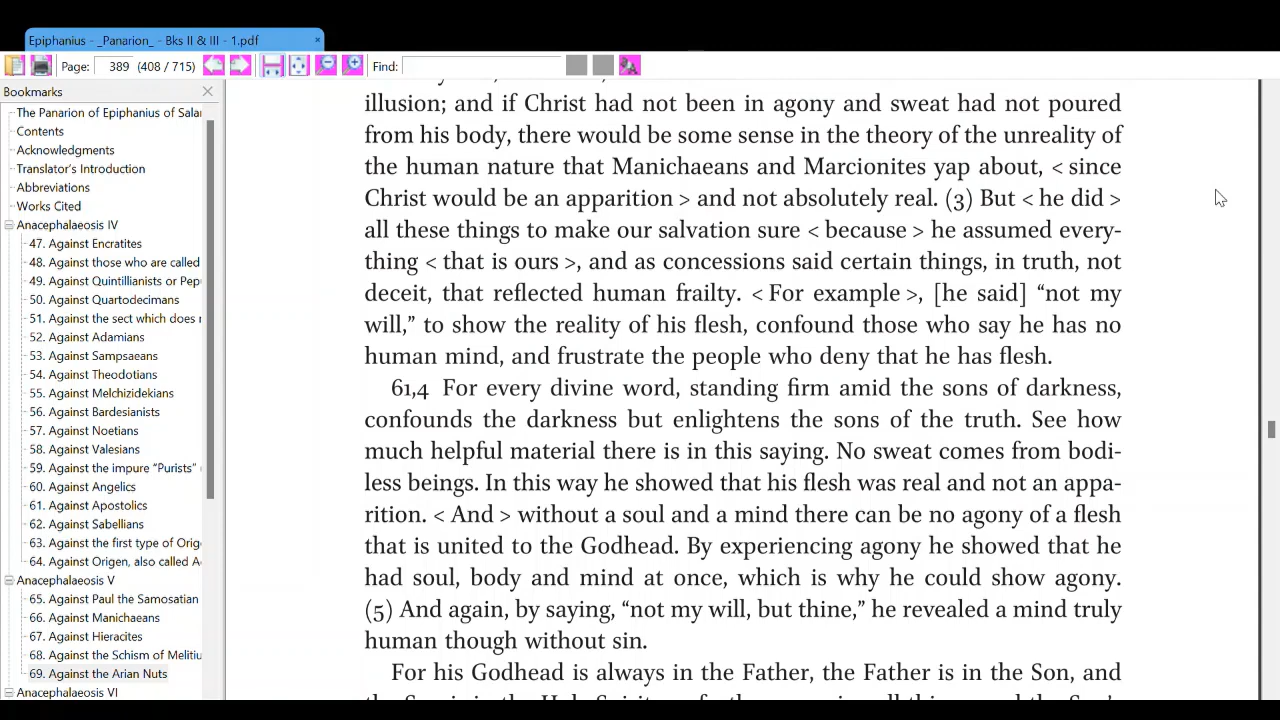 Epiphanius - _Panarion_ - Bks II & III - 1.pdf
Page: 389 (408 / 715) Find:
Bookmarks
The Panarion of Epiphanius of Salar
Contents
Acknowledgments
Translator's Introduction
Abbreviations
Works Cited
Anacephalaeosis IV
47. Against Encratites
48. Against those who are called
49. Against Quintillianists or Pep
50. Against Quartodecimans
51. Against the sect which does r
52. Against Adamians
53. Against Sampsaeans
54. Against Theodotians
55. Against Melchizidekians
56. Against Bardesianists
57. Against Noetians
58. Against Valesians
59. Against the impure “Purists” (
60. Against Angelics
61. Against Apostolics
62. Against Sabellians
63. Against the first type of Orig
64. Against Origen, also called A
Anacephalaeosis V
65. Against Paul the Samosatian
66. Against Manichaeans
67. Against Hieracites
68. Against the Schism of Melitiu
69. Against the Arian Nuts
Anacephalaeosis VI
illusion; and if Christ had not been in agony and sweat had not poured
from his body, there would be some sense in the theory of the unreality of
the human nature that Manichaeans and Marcionites yap about, < since
Christ would be an apparition > and not absolutely real. (3) But < he did >
all these things to make our salvation sure < because > he assumed every-
thing < that is ours >, and as concessions said certain things, in truth, not
deceit, that reflected human frailty. < For example >, [he said] “not my
will,” to show the reality of his flesh, confound those who say he has no
human mind, and frustrate the people who deny that he has flesh.
61,4 For every divine word, standing firm amid the sons of darkness,
confounds the darkness but enlightens the sons of the truth. See how
much helpful material there is in this saying. No sweat comes from bodi-
less beings. In this way he showed that his flesh was real and not an appa-
rition. < And > without a soul and a mind there can be no agony of a flesh
that is united to the Godhead. By experiencing agony he showed that he
had soul, body and mind at once, which is why he could show agony.
(5) And again, by saying, “not my will, but thine,” he revealed a mind truly
human though without sin.
For his Godhead is always in the Father, the Father is in the Son, and